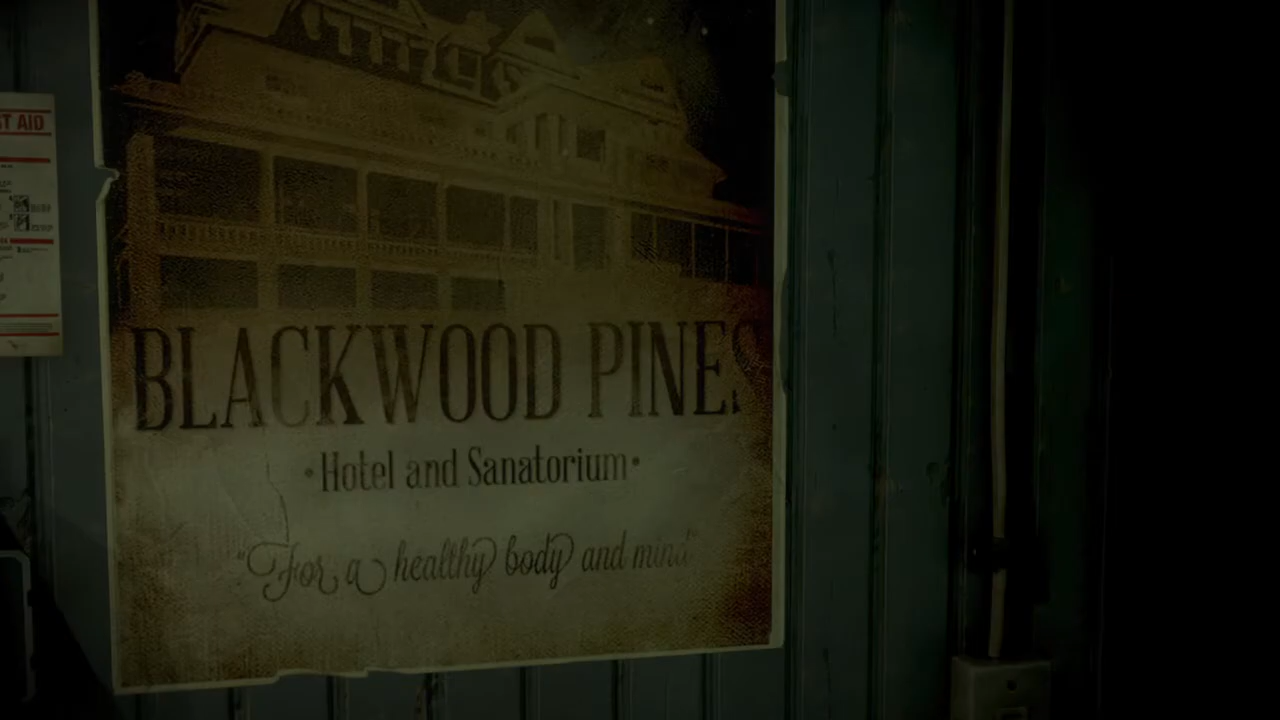 ST AID
BLACKWOOD PINES
•Hotel and Sanatorium•
"For a healthy body and mind"